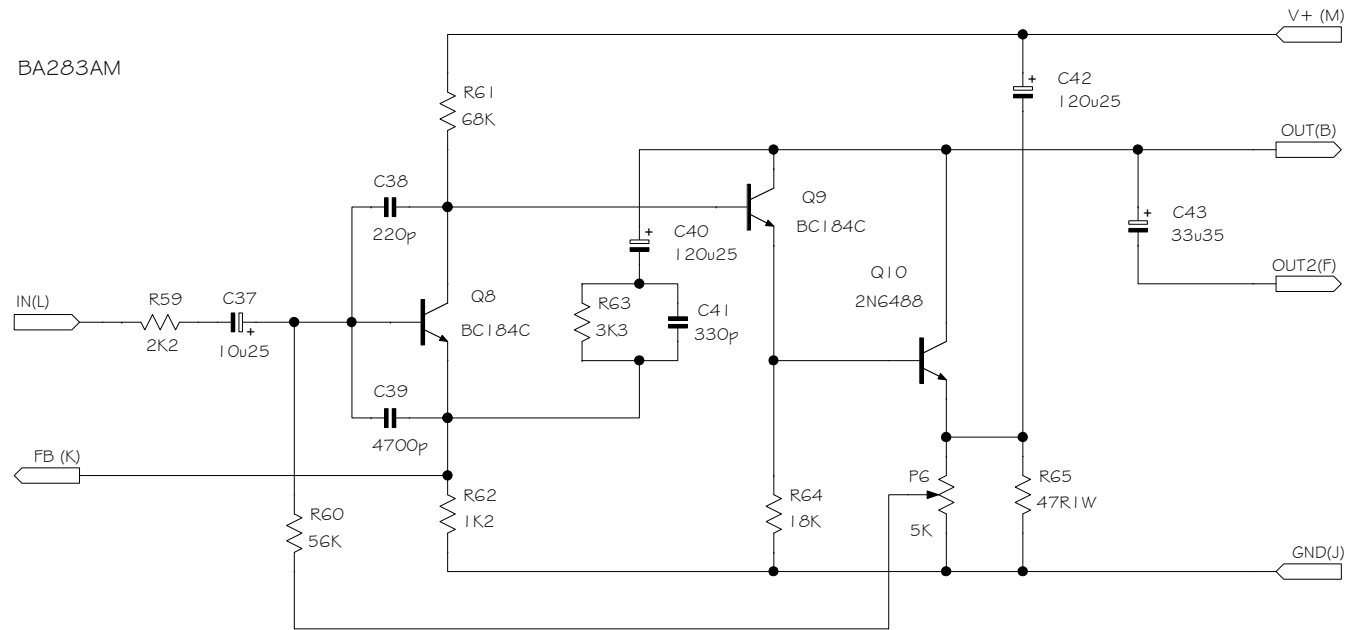 V+ (M)
BA283AM
C42
120u25
R61
68K
OUT(B)
C38
220p
Q9
BC184C
C40
120u25
C43
33u35
OUT2(F)
Q10
2N6488
IN(L)
R59
2K2
C37
10u25
Q8
BC184C
R63
3K3
C41
330p
C39
4700p
FB (K)
R62
1K2
R64
18K
P6
5K
R65
47R1W
R60
56K
GND(J)